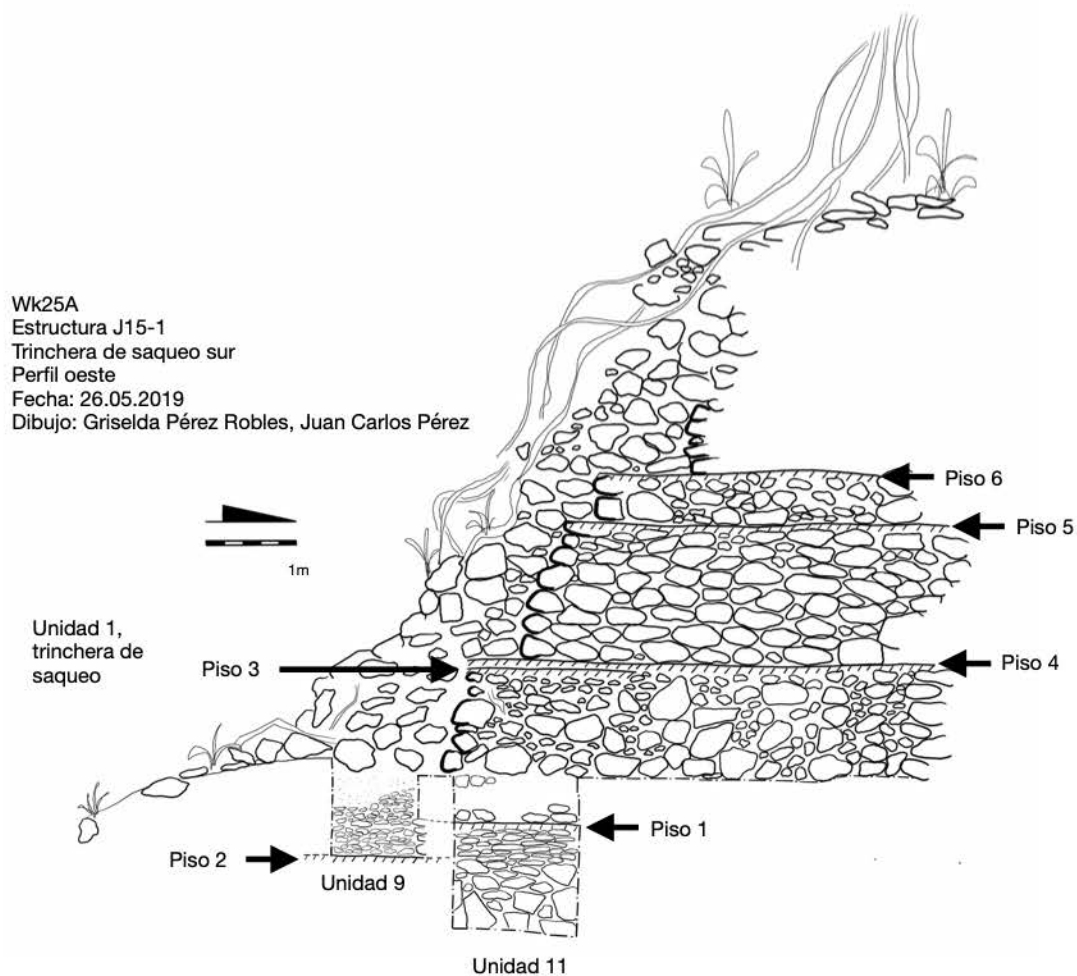 Wk25A
Estructura J15-1
Trinchera de saqueo sur
Perfil oeste
Fecha: 26.05.2019
Dibujo: Griselda Pérez Robles, Juan Carlos Pérez
Piso 6
Piso 5
1m
Unidad 1,
trinchera de
saqueo
Piso 3
Piso 4
Piso 1
Piso 2
Unidad 9
Unidad 11